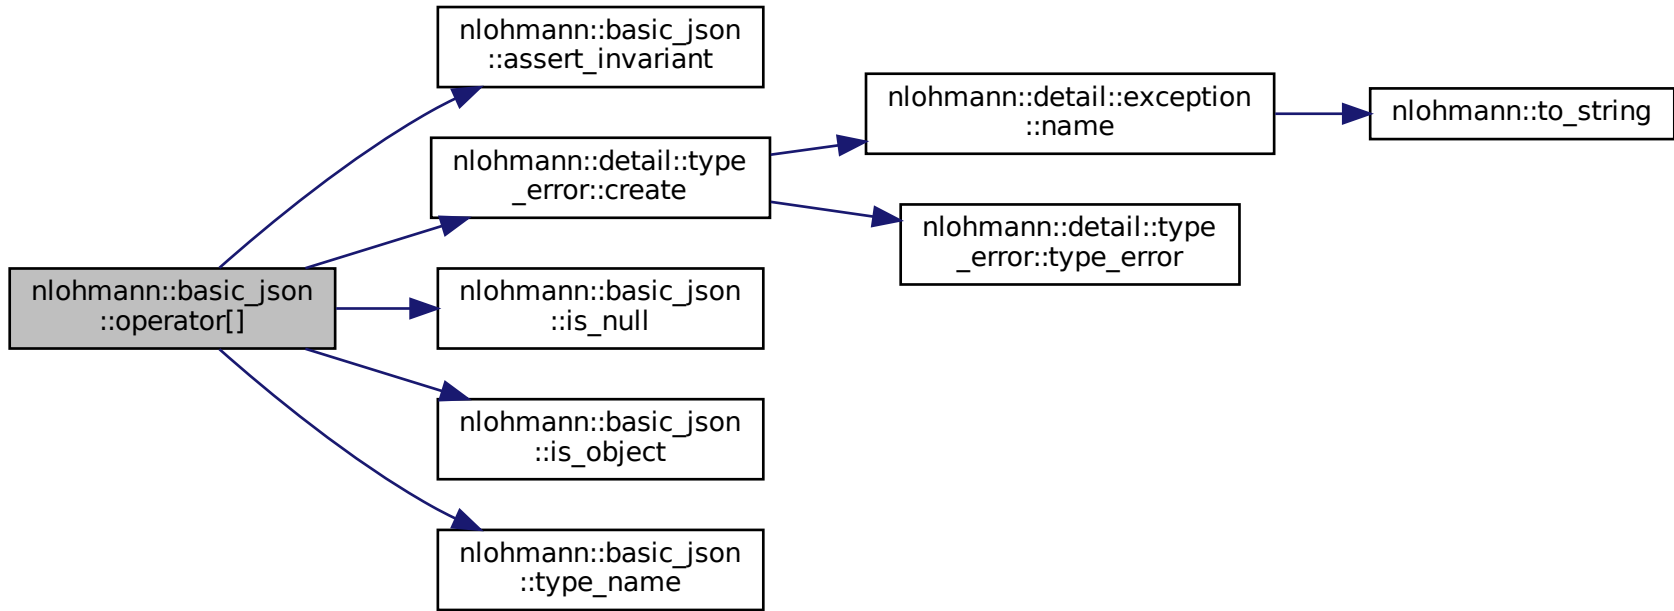 nlohmann::basic_json
::operator[]
nlohmann::basic_json
::assert_invariant
nlohmann::detail::type
_error::create
nlohmann::basic_json
::is_null
nlohmann::basic_json
::is_object
nlohmann::basic_json
::type_name
nlohmann::detail::exception
::name
nlohmann::detail::type
_error::type_error
nlohmann::to_string